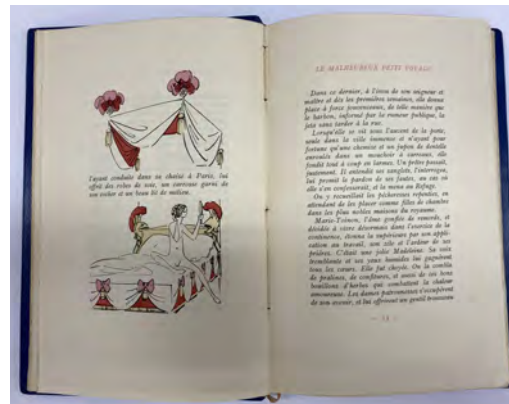 l'ayant conduite dans sa chaise à Paris, lui
offrit des robes de soie, un carrosse garni de
son cocher et un beau lit de milieu.
LE MALHEUREUX PETIT VOYAGE
Dans ce dernier, à l'insu de son seigneur et
maître et dès les premières semaines, elle donna
place à force jouvenceaux, de telle manière que
le barbon, informé par la rumeur publique, la
jeta sans tarder à la rue.
Lorsqu'elle se vit sous l'auvent de la porte,
seule dans la ville immense et n'ayant pour
fortune qu'une chemise et un jupon de dentelle
enroulés dans un mouchoir à carreaux, elle
fondit tout à coup en larmes. Un prêtre passait,
justement. Il entendit ses sanglots, l'interrogea,
lui promit le pardon de ses fautes, au cas où
elle s'en confesserait, et la mena au Refuge.
On y recueillait les pécheresses repenties, en
attendant de les placer comme filles de chambre
dans les plus nobles maisons du royaume.
Marie-Toinon, l'âme gonflée de remords, et
décidée à vivre désormais dans l'exercice de la
continence, étonna la supérieure par son appli-
cation au travail, son zèle et l'ardeur de ses
prières. C'était une jolie Madeleine. Sa voix
tremblante et ses yeux humides lui gagnèrent
tous les cœurs. Elle fut choyée. On la combla
de pralines, de confitures, et aussi de ces bons
bouillons d'herbes qui combattent la chaleur
amoureuse. Les dames patronnesses s'occupèrent
de son avenir, et lui offrirent un gentil trousseau